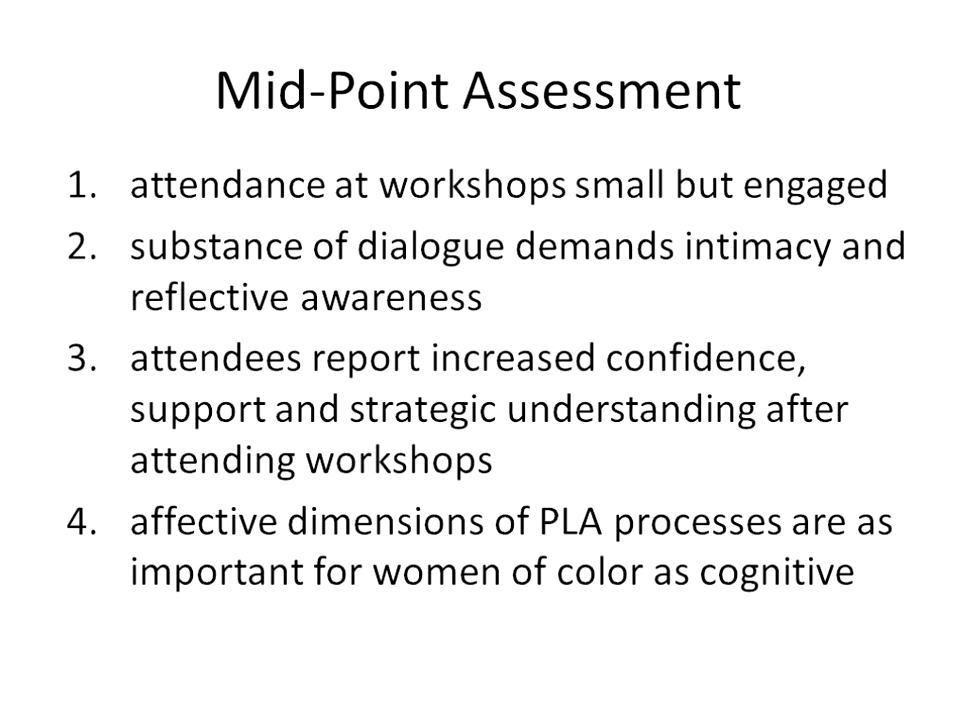 Mid-Point Assessment
1. attendance at workshops small but engaged
2. substance of dialogue demands intimacy and
reflective awareness
3. attendees report increased confidence,
support and strategic understanding after
attending workshops
4. affective dimensions of PLA processes are as
important for women of color as cognitive